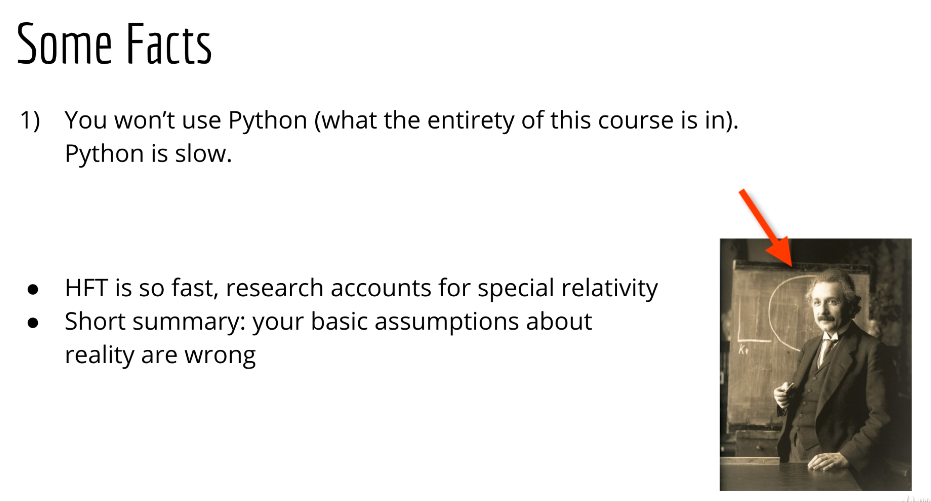 Some Facts
1) You won’t use Python (what the entirety of this course is in).
Python is slow.
● HFT is so fast, research accounts for special relativity
● Short summary: your basic assumptions about
reality are wrong